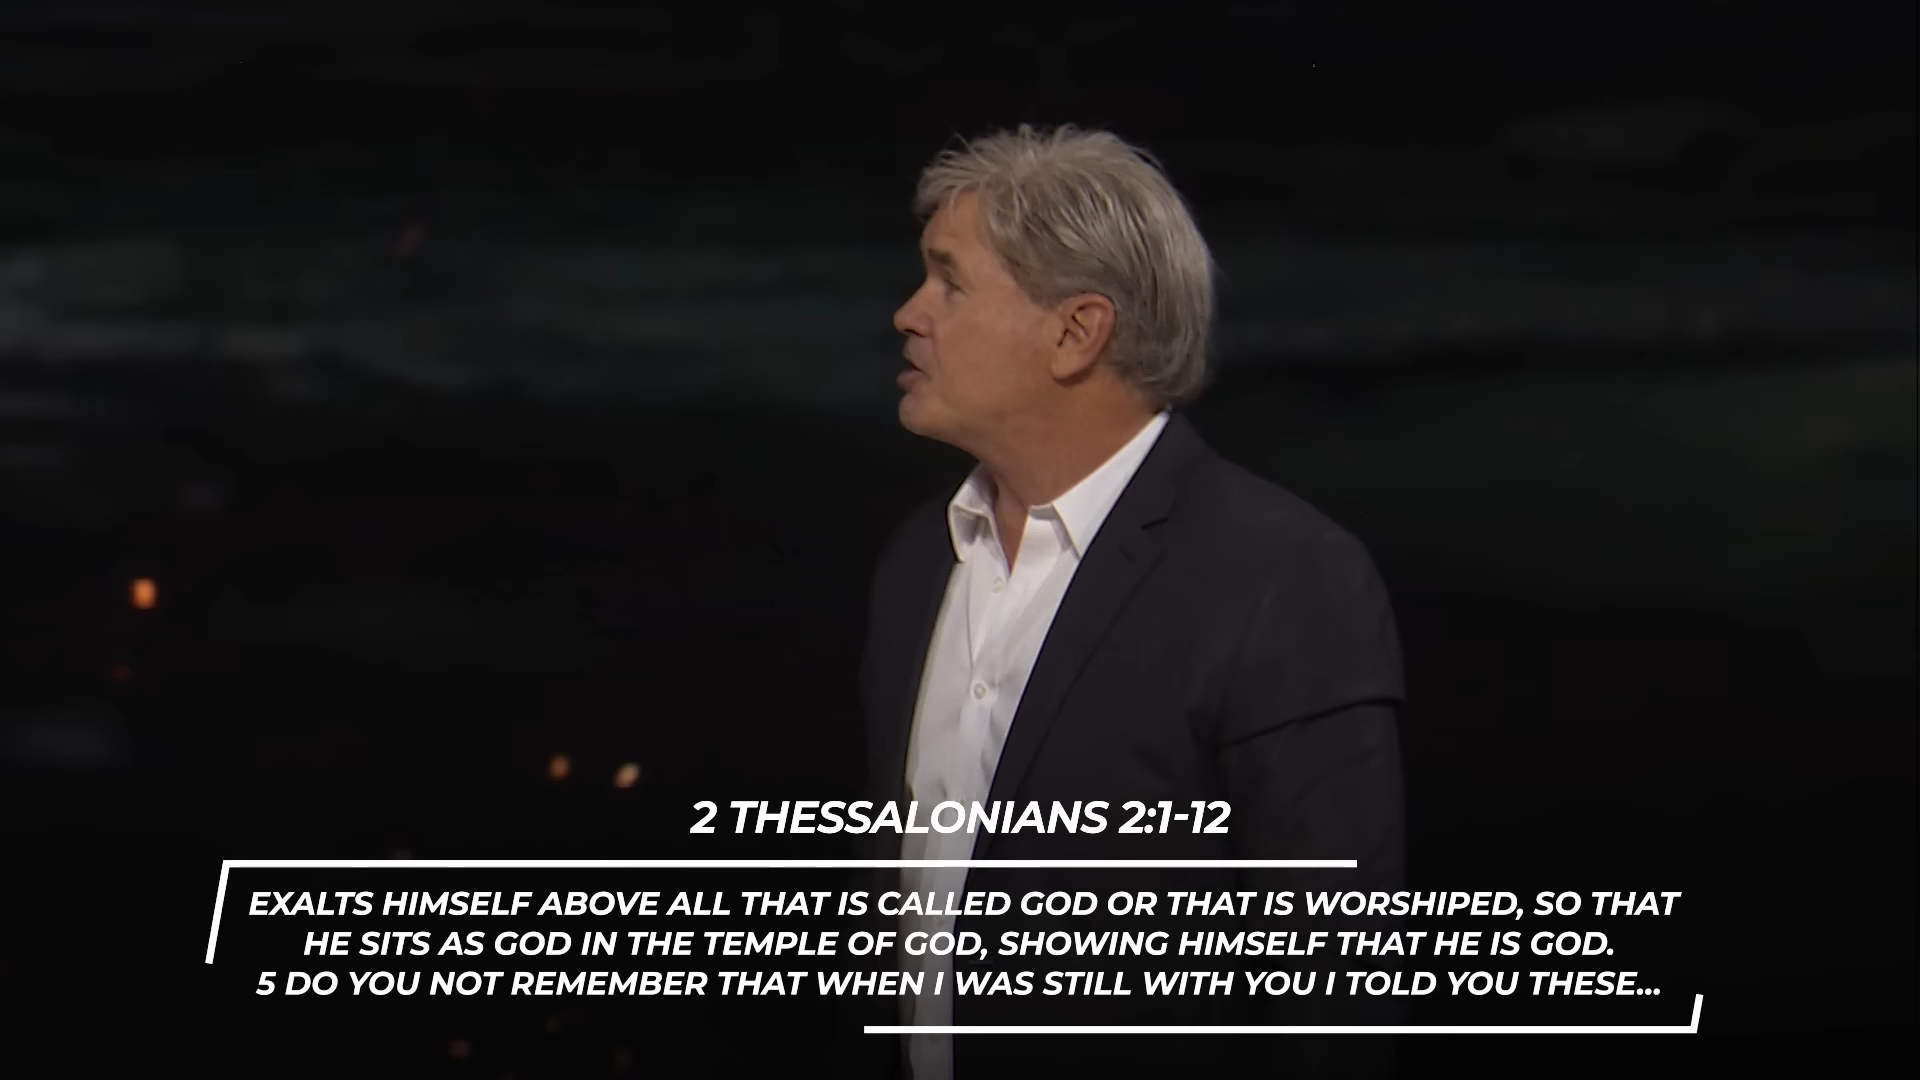 2 THESSALONIANS 2:1-12
EXALTS HIMSELF ABOVE ALL THAT IS CALLED GOD OR THAT IS WORSHIPED, SO THAT
HE SITS AS GOD IN THE TEMPLE OF GOD, SHOWING HIMSELF THAT HE IS GOD.
5 DO YOU NOT REMEMBER THAT WHEN I WAS STILL WITH YOU I TOLD YOU THESE...